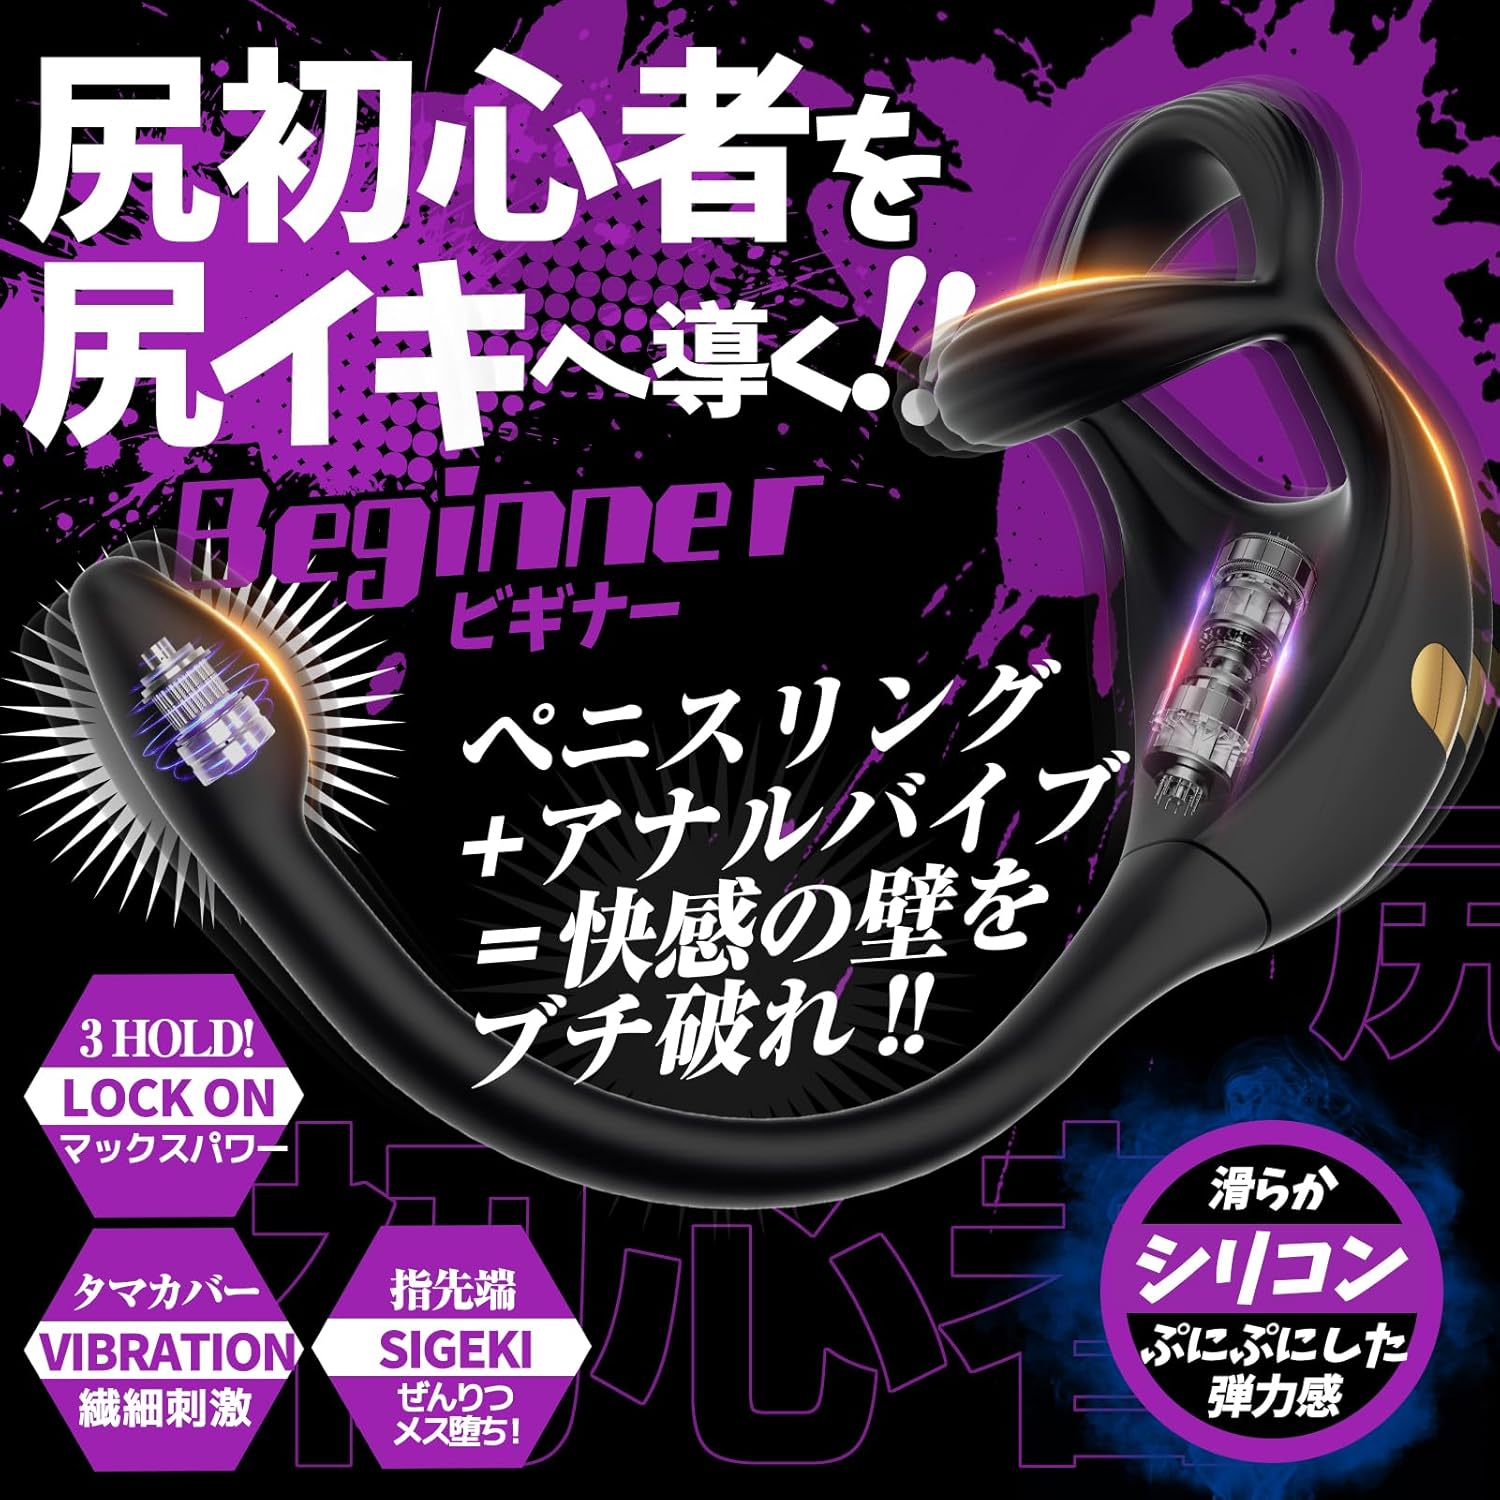 尻初心者を
尻イキへ導く!!
Beginner
ビギナー
ペニスリング
+アナルバイブ
=快感の壁を
ブチ破れ!!
3 HOLD!
LOCK ON
マックスパワー
タマカバー
VIBRATION
繊細刺激
指先端
SIGEKI
ぜんりつ
メス堕ち!
滑らか
シリコン
ぷにぷにした
弾力感
尻
初心者